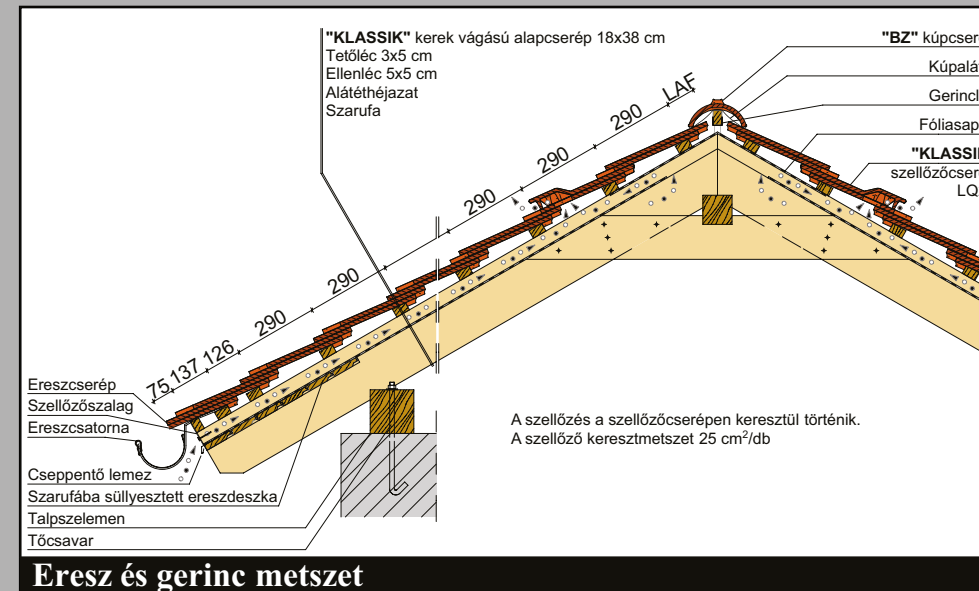 "KLASSIK" kerek vágású alapcserép 18x38 cm
Tetőléc 3x5 cm
Ellenléc 5x5 cm
Alátéthéjazat
Szarufa
"BZ" kúpcser
Kúpalá
Gerincl
Fóliasap
"KLASSI
szellőzőcser
LQ
LAF
290
290
290
290
290
126
137
75
Ereszcserép
Szellőzőszalag
Ereszcsatorna
Cseppentő lemez
Szarufába süllyesztett ereszdeszka
Talpszelemen
Tőcsavar
A szellőzés a szellőzőcserépen keresztül történik.
A szellőző keresztmetszet 25 cm²/db
Eresz és gerinc metszet